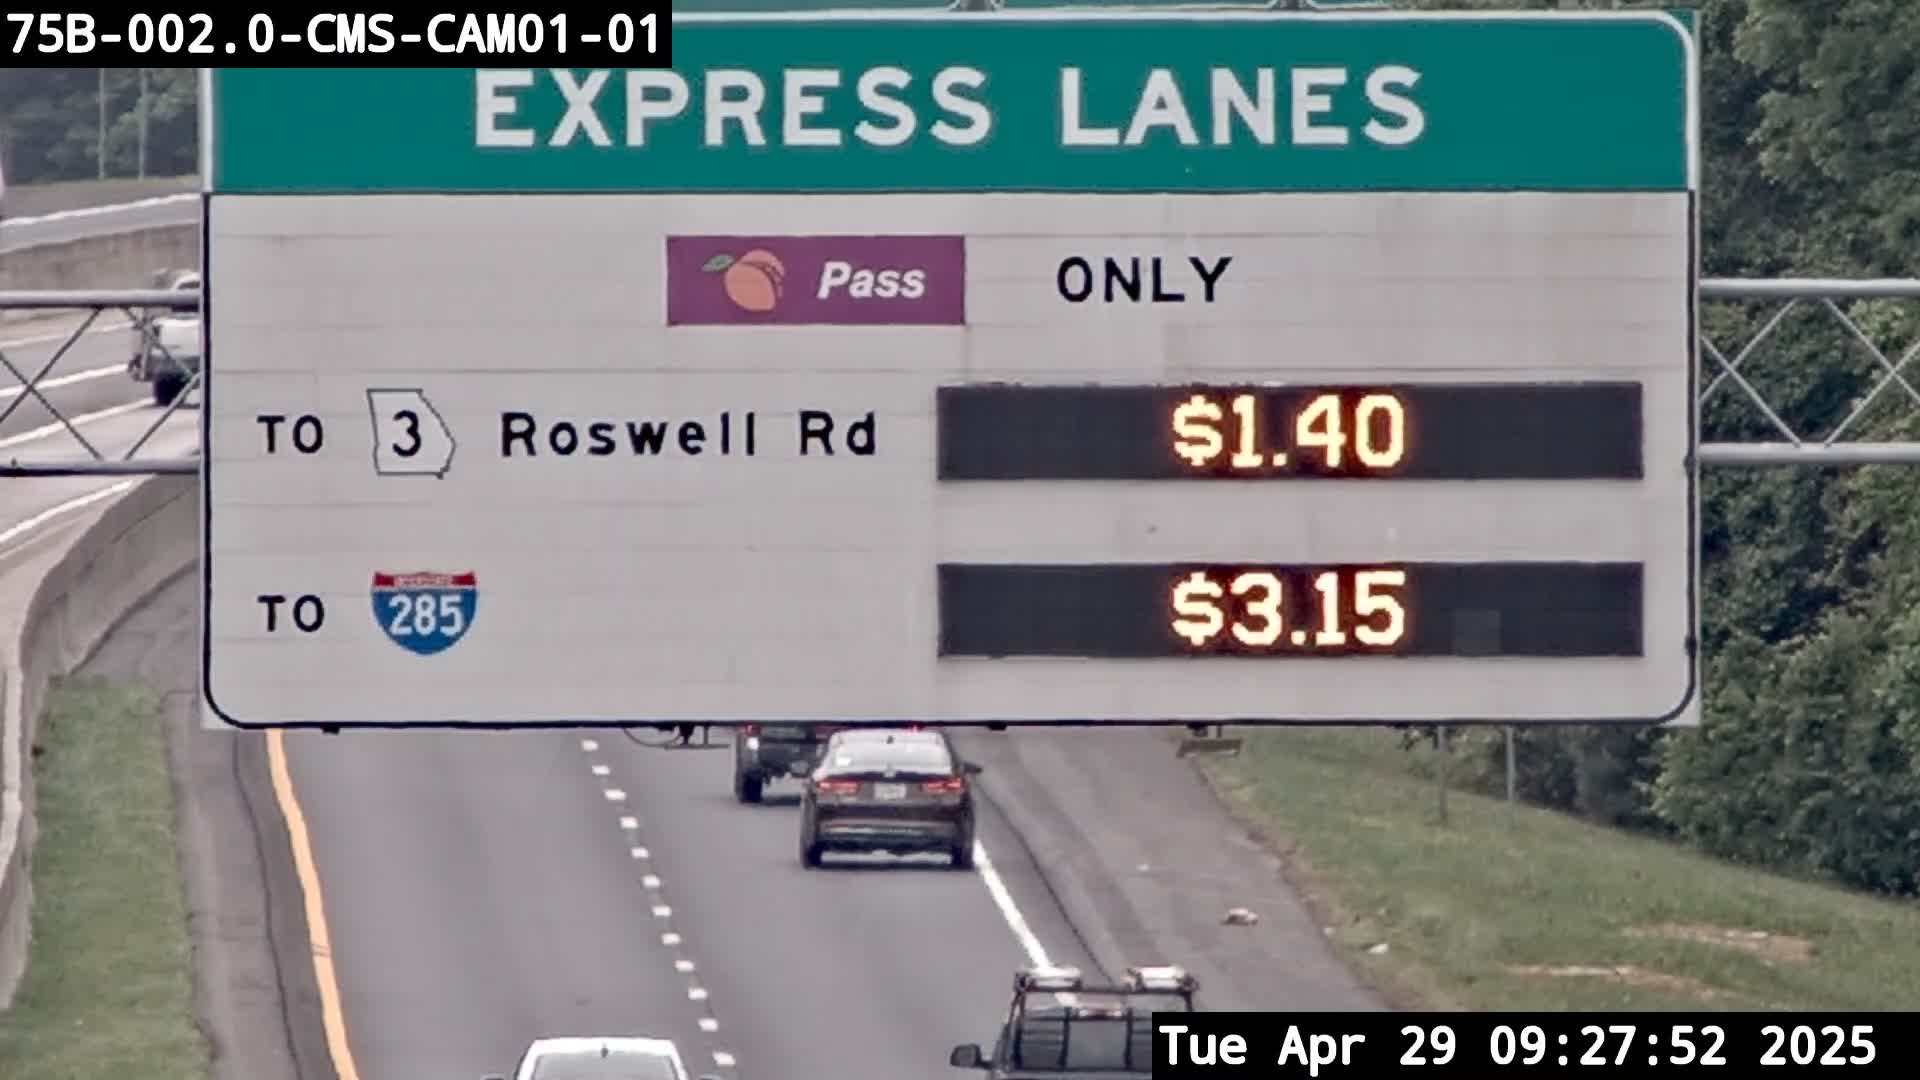 75B-002.0-CMS-CAM01-01
EXPRESS LANES
Pass ONLY
TO 3 Roswell Rd $1.40
TO INTERSTATE 285 $3.15
Tue Apr 29 09:27:52 2025